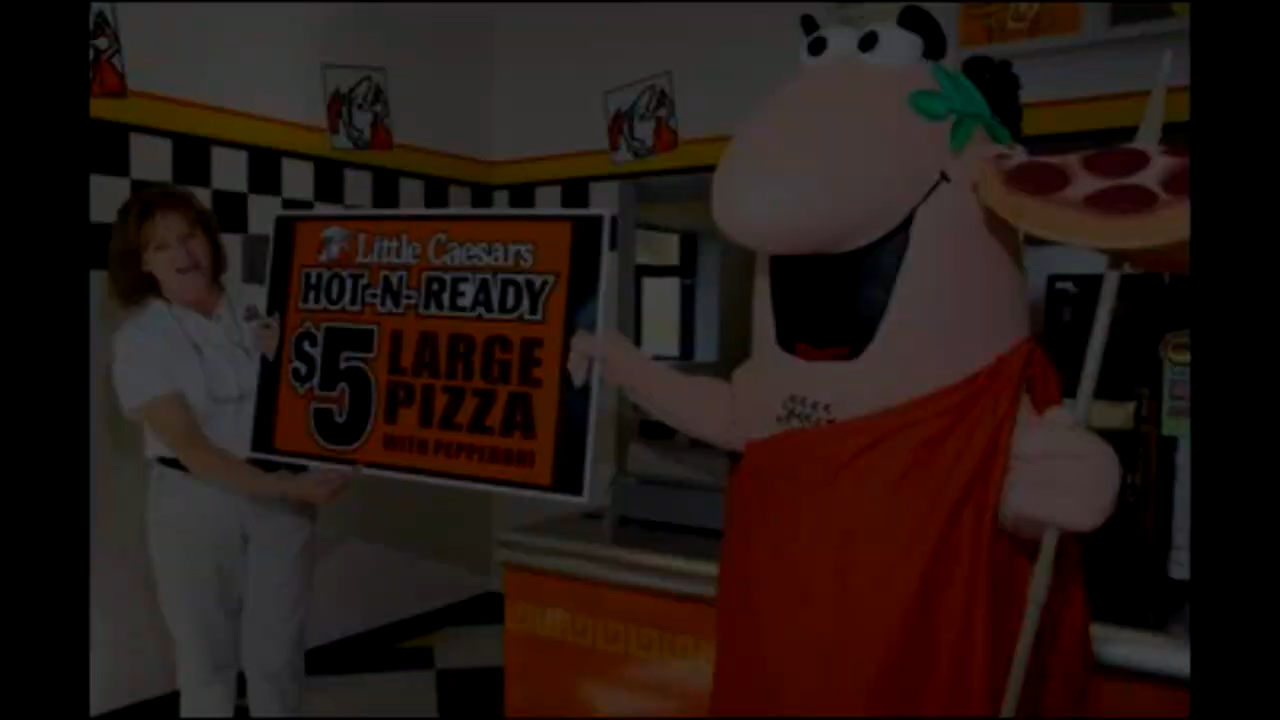 Little Caesars
HOT-N-READY
$5 LARGE
PIZZA
WITH PEPPERONI